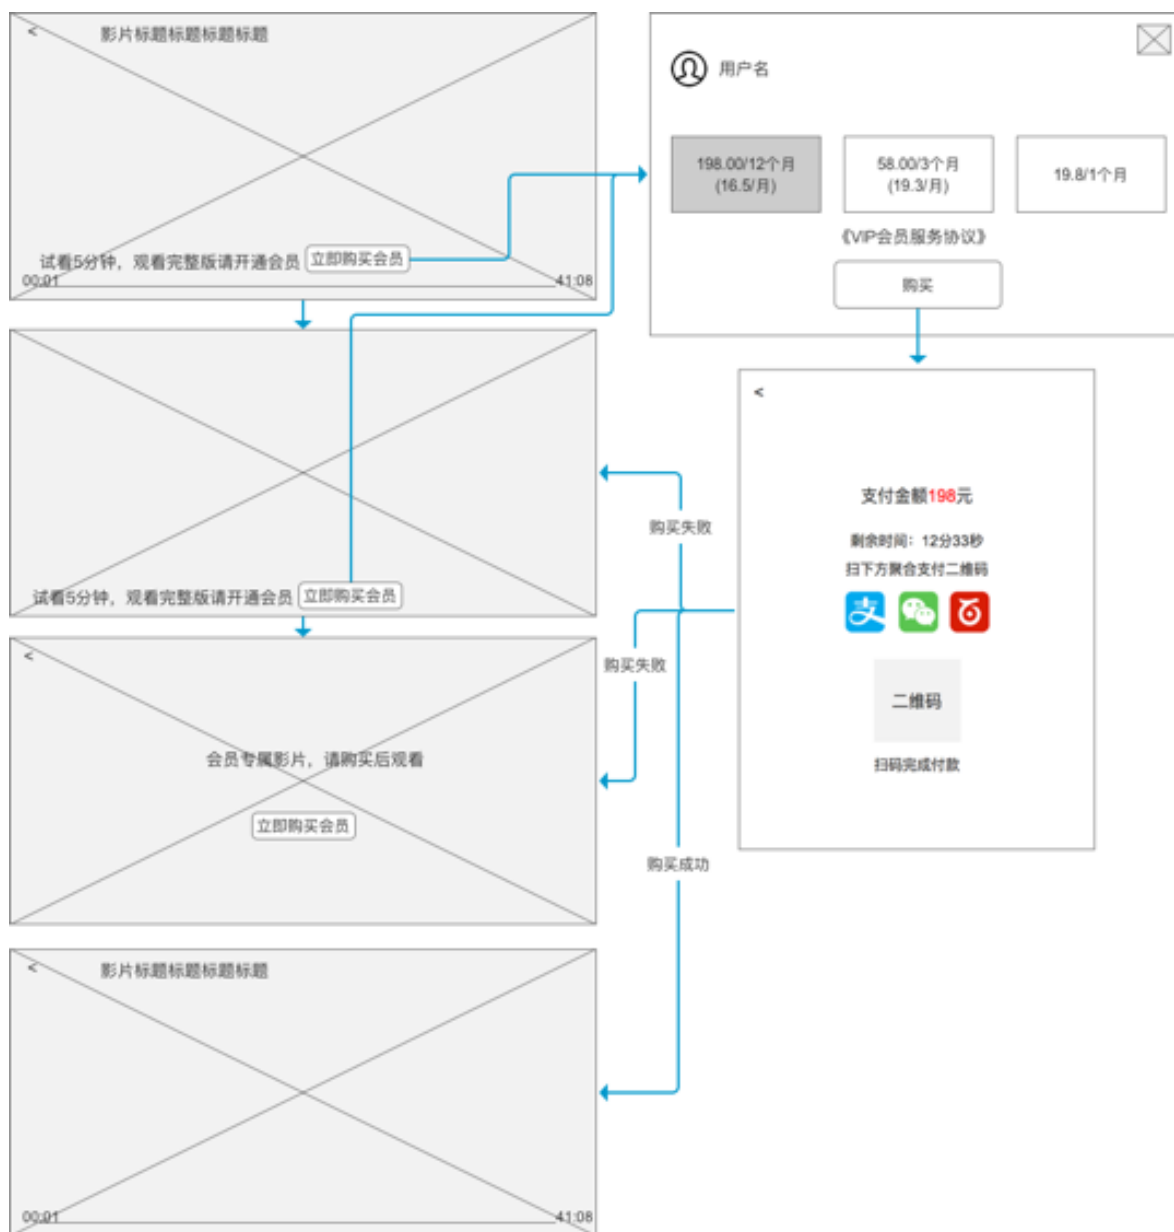 <
影片标题标题标题标题
试看5分钟，观看完整版请开通会员
立即购买会员
00:01
41:08
用户名
198.00/12个月
(16.5/月)
58.00/3个月
(19.3/月)
19.8/1个月
《VIP会员服务协议》
购买
试看5分钟，观看完整版请开通会员
立即购买会员
<
支付金额198元
剩余时间：12分33秒
扫下方聚合支付二维码
支
二维码
扫码完成付款
购买失败
购买失败
购买成功
<
会员专属影片，请购买后观看
立即购买会员
<
影片标题标题标题标题
00:01
41:08